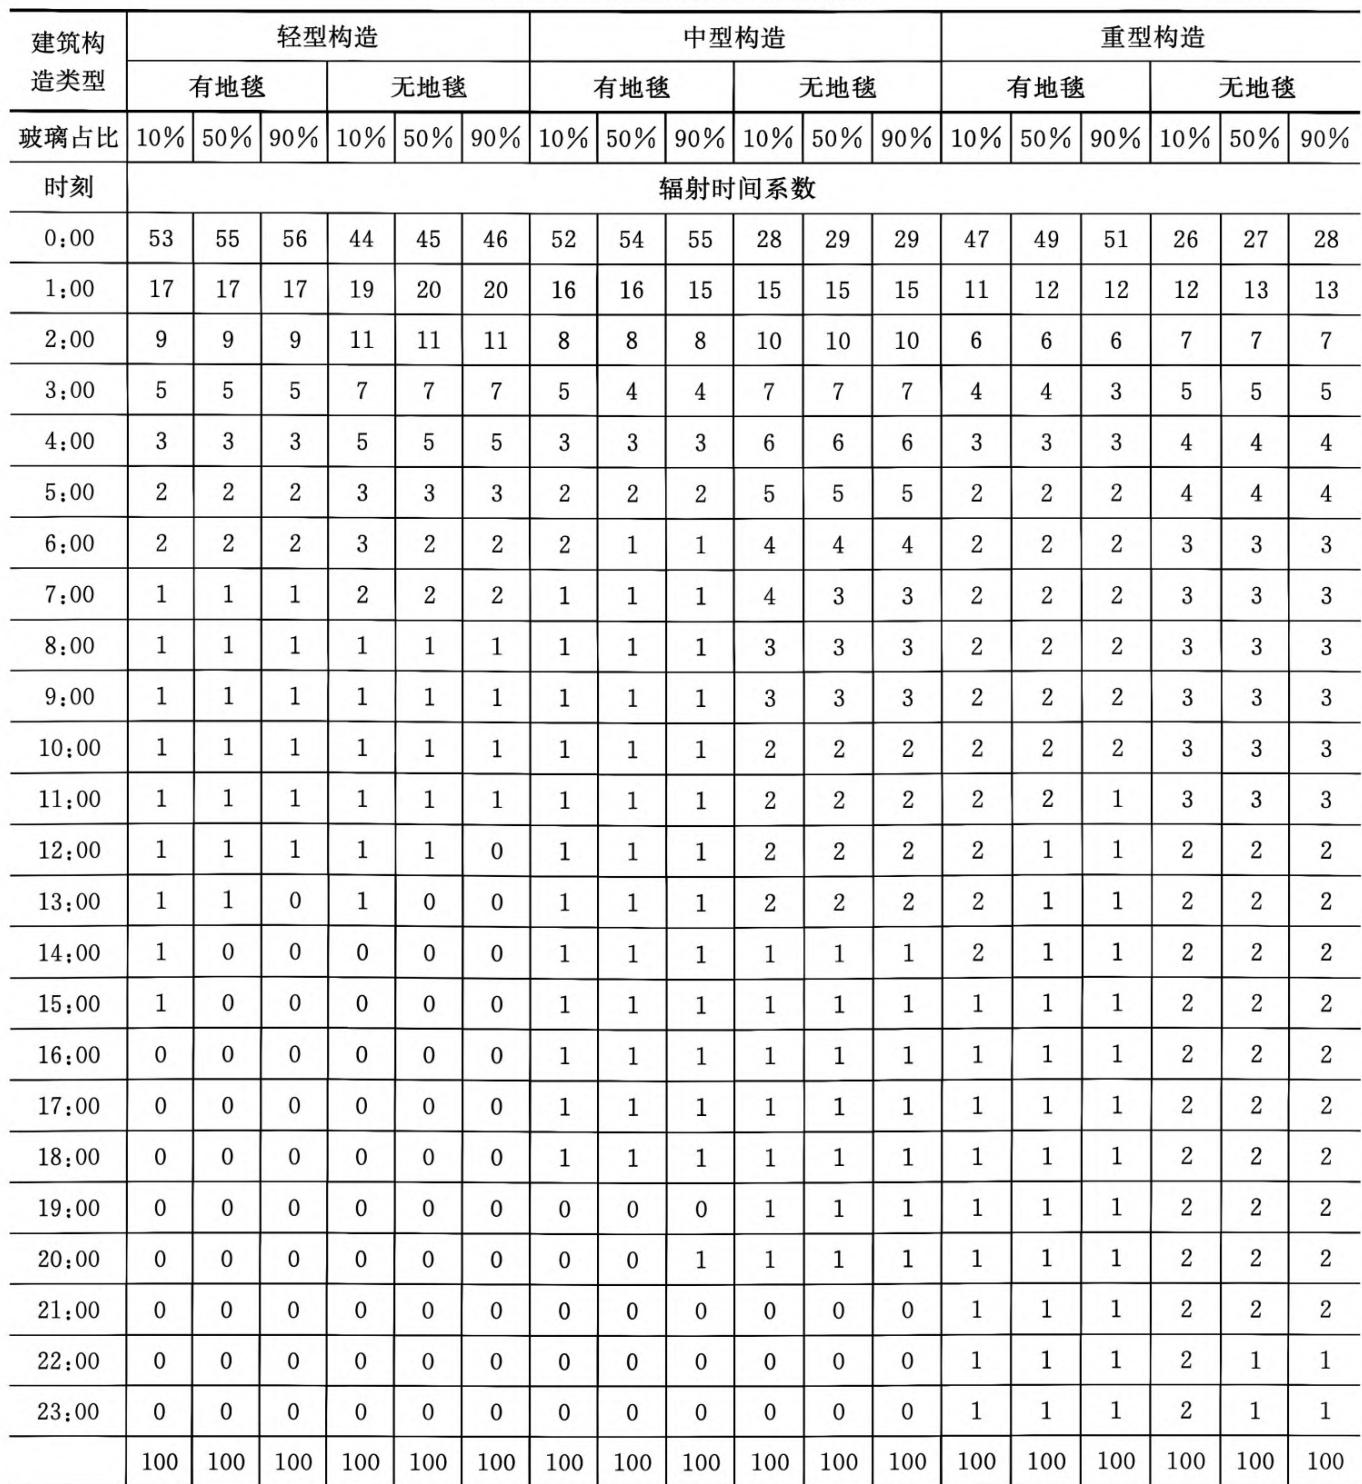 建筑构造类型 轻型构造 中型构造 重型构造
有地毯 无地毯 有地毯 无地毯 有地毯 无地毯
玻璃占比 10% 50% 90% 10% 50% 90% 10% 50% 90% 10% 50% 90% 10% 50% 90% 10% 50% 90%
时刻 辐射时间系数
0:00 53 55 56 44 45 46 52 54 55 28 29 29 47 49 51 26 27 28
1:00 17 17 17 19 20 20 16 16 15 15 15 15 11 12 12 12 13 13
2:00 9 9 9 11 11 11 8 8 8 10 10 10 6 6 6 7 7 7
3:00 5 5 5 7 7 7 5 4 4 7 7 7 4 4 3 5 5 5
4:00 3 3 3 5 5 5 3 3 3 6 6 6 3 3 3 4 4 4
5:00 2 2 2 3 3 3 2 2 2 5 5 5 2 2 2 4 4 4
6:00 2 2 2 3 2 2 2 1 1 4 4 4 2 2 2 3 3 3
7:00 1 1 1 2 2 2 1 1 1 4 3 3 2 2 2 3 3 3
8:00 1 1 1 1 1 1 1 1 1 3 3 3 2 2 2 3 3 3
9:00 1 1 1 1 1 1 1 1 1 3 3 3 2 2 2 3 3 3
10:00 1 1 1 1 1 1 1 1 1 2 2 2 2 2 2 3 3 3
11:00 1 1 1 1 1 1 1 1 1 2 2 2 2 2 1 3 3 3
12:00 1 1 1 1 1 0 1 1 1 2 2 2 2 1 1 2 2 2
13:00 1 1 0 1 0 0 1 1 1 2 2 2 2 1 1 2 2 2
14:00 1 0 0 0 0 0 1 1 1 1 1 1 2 1 1 2 2 2
15:00 1 0 0 0 0 0 1 1 1 1 1 1 1 1 1 2 2 2
16:00 0 0 0 0 0 0 1 1 1 1 1 1 1 1 1 2 2 2
17:00 0 0 0 0 0 0 1 1 1 1 1 1 1 1 1 2 2 2
18:00 0 0 0 0 0 0 1 1 1 1 1 1 1 1 1 2 2 2
19:00 0 0 0 0 0 0 0 0 0 1 1 1 1 1 1 2 2 2
20:00 0 0 0 0 0 0 0 0 1 1 1 1 1 1 1 2 2 2
21:00 0 0 0 0 0 0 0 0 0 0 0 0 1 1 1 2 2 2
22:00 0 0 0 0 0 0 0 0 0 0 0 0 1 1 1 2 1 1
23:00 0 0 0 0 0 0 0 0 0 0 0 0 1 1 1 2 1 1
100 100 100 100 100 100 100 100 100 100 100 100 100 100 100 100 100 100